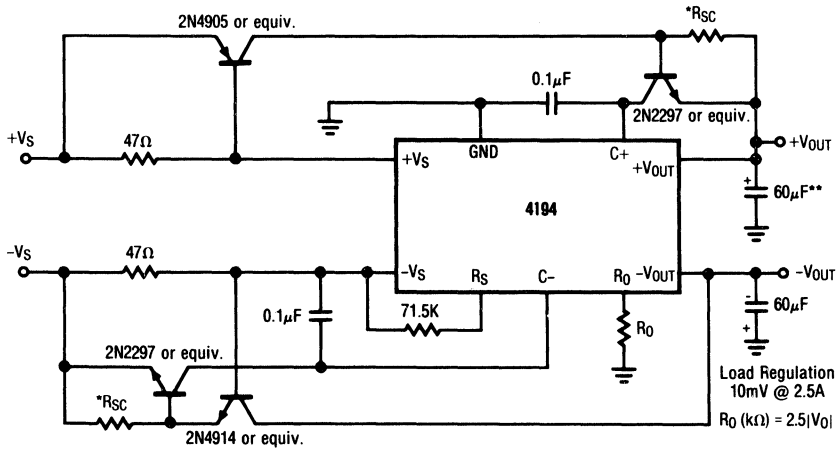 2N4905 or equiv.
*RSC
0.1μF
2N2297 or equiv.
+VS
47Ω
+VS
GND
C+
+VOUT
+VOUT
60μF**
4194
-VS
47Ω
-VS
RS
C-
RO
-VOUT
-VOUT
0.1μF
71.5K
RO
60μF
2N2297 or equiv.
*RSC
2N4914 or equiv.
Load Regulation
10mV @ 2.5A
RO (kΩ) = 2.5|VO|
+
-
+